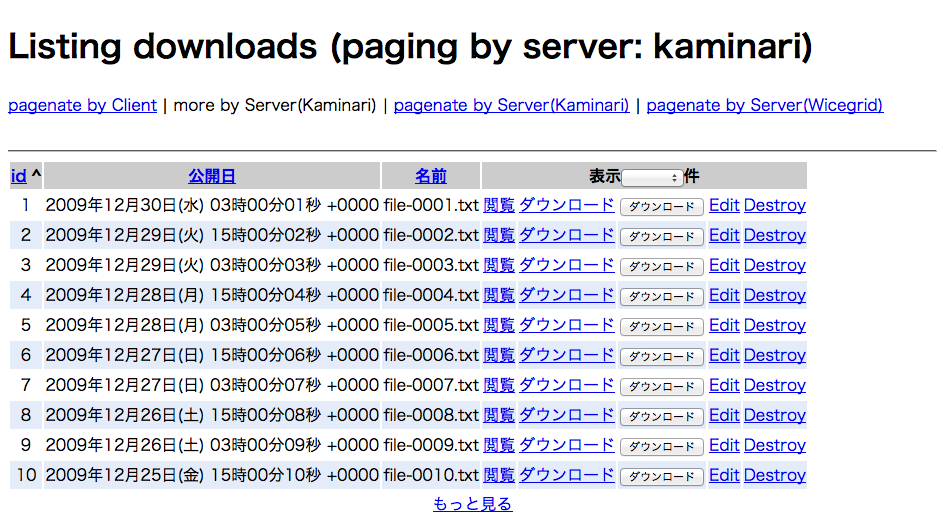 Listing downloads (paging by server: kaminari)
pagenate by Client | more by Server(Kaminari) | pagenate by Server(Kaminari) | pagenate by Server(Wicegrid)
id ^ 公開日 名前 表示 件
1 2009年12月30日(水) 03時00分01秒 +0000 file-0001.txt 閲覧 ダウンロード ダウンロード Edit Destroy
2 2009年12月29日(火) 15時00分02秒 +0000 file-0002.txt 閲覧 ダウンロード ダウンロード Edit Destroy
3 2009年12月29日(火) 03時00分03秒 +0000 file-0003.txt 閲覧 ダウンロード ダウンロード Edit Destroy
4 2009年12月28日(月) 15時00分04秒 +0000 file-0004.txt 閲覧 ダウンロード ダウンロード Edit Destroy
5 2009年12月28日(月) 03時00分05秒 +0000 file-0005.txt 閲覧 ダウンロード ダウンロード Edit Destroy
6 2009年12月27日(日) 15時00分06秒 +0000 file-0006.txt 閲覧 ダウンロード ダウンロード Edit Destroy
7 2009年12月27日(日) 03時00分07秒 +0000 file-0007.txt 閲覧 ダウンロード ダウンロード Edit Destroy
8 2009年12月26日(土) 15時00分08秒 +0000 file-0008.txt 閲覧 ダウンロード ダウンロード Edit Destroy
9 2009年12月26日(土) 03時00分09秒 +0000 file-0009.txt 閲覧 ダウンロード ダウンロード Edit Destroy
10 2009年12月25日(金) 15時00分10秒 +0000 file-0010.txt 閲覧 ダウンロード ダウンロード Edit Destroy
もっと見る